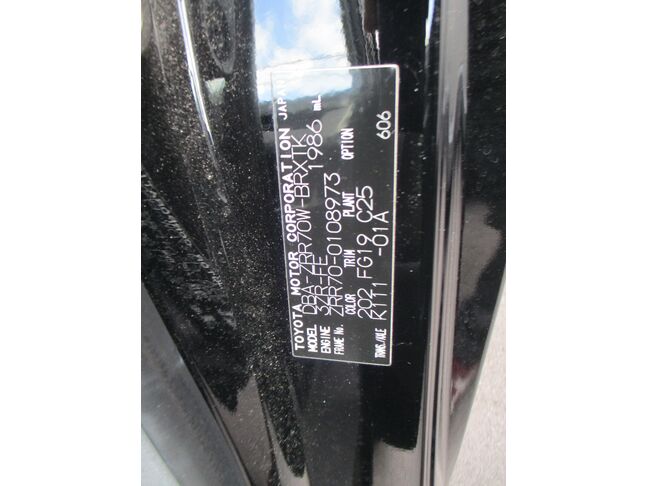 TOYOTA MOTOR CORPORATION JAPAN
MODEL DBA-ZRR70W-BRXTK
ENGINE 3ZR-FE 1986 mL
FRAME No. ZRR70-0108973
COLOR TRIM PLANT OPTION
202 FG19 C25 606
TRANS./AXLE K111 -01A